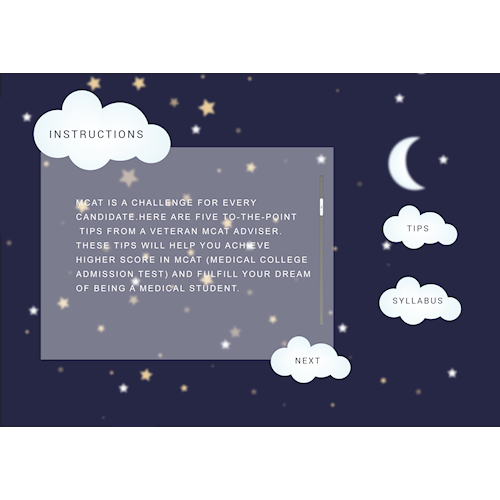 INSTRUCTIONS
MCAT IS A CHALLENGE FOR EVERY
CANDIDATE.HERE ARE FIVE TO-THE-POINT
TIPS FROM A VETERAN MCAT ADVISER.
THESE TIPS WILL HELP YOU ACHIEVE
HIGHER SCORE IN MCAT (MEDICAL COLLEGE
ADMISSION TEST) AND FULFILL YOUR DREAM
OF BEING A MEDICAL STUDENT.
NEXT
TIPS
SYLLABUS